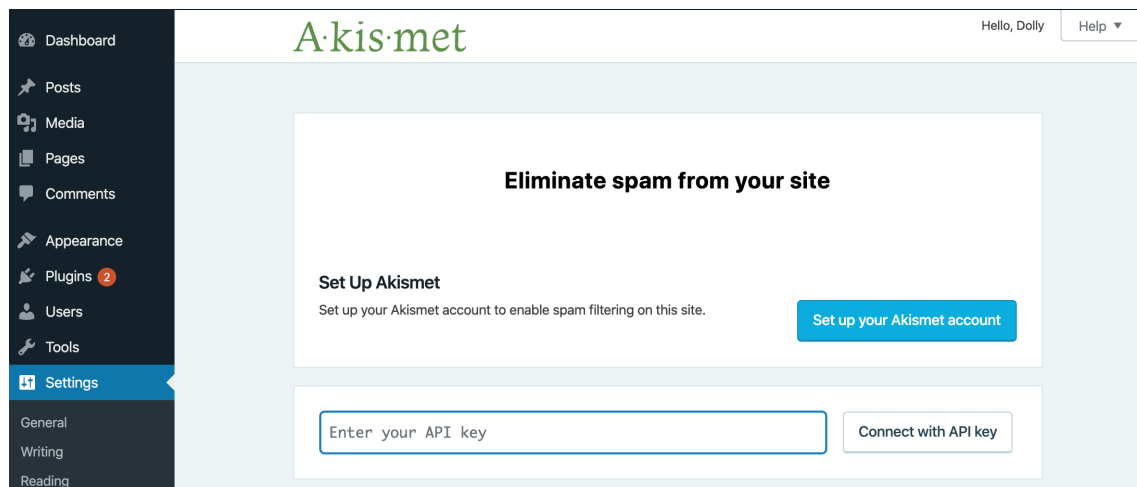 Dashboard
Posts
Media
Pages
Comments
Appearance
Plugins 2
Users
Tools
Settings
General
Writing
Reading
A·kis·met
Hello, Dolly
Help ▼
Eliminate spam from your site
Set Up Akismet
Set up your Akismet account to enable spam filtering on this site.
Set up your Akismet account
Enter your API key
Connect with API key